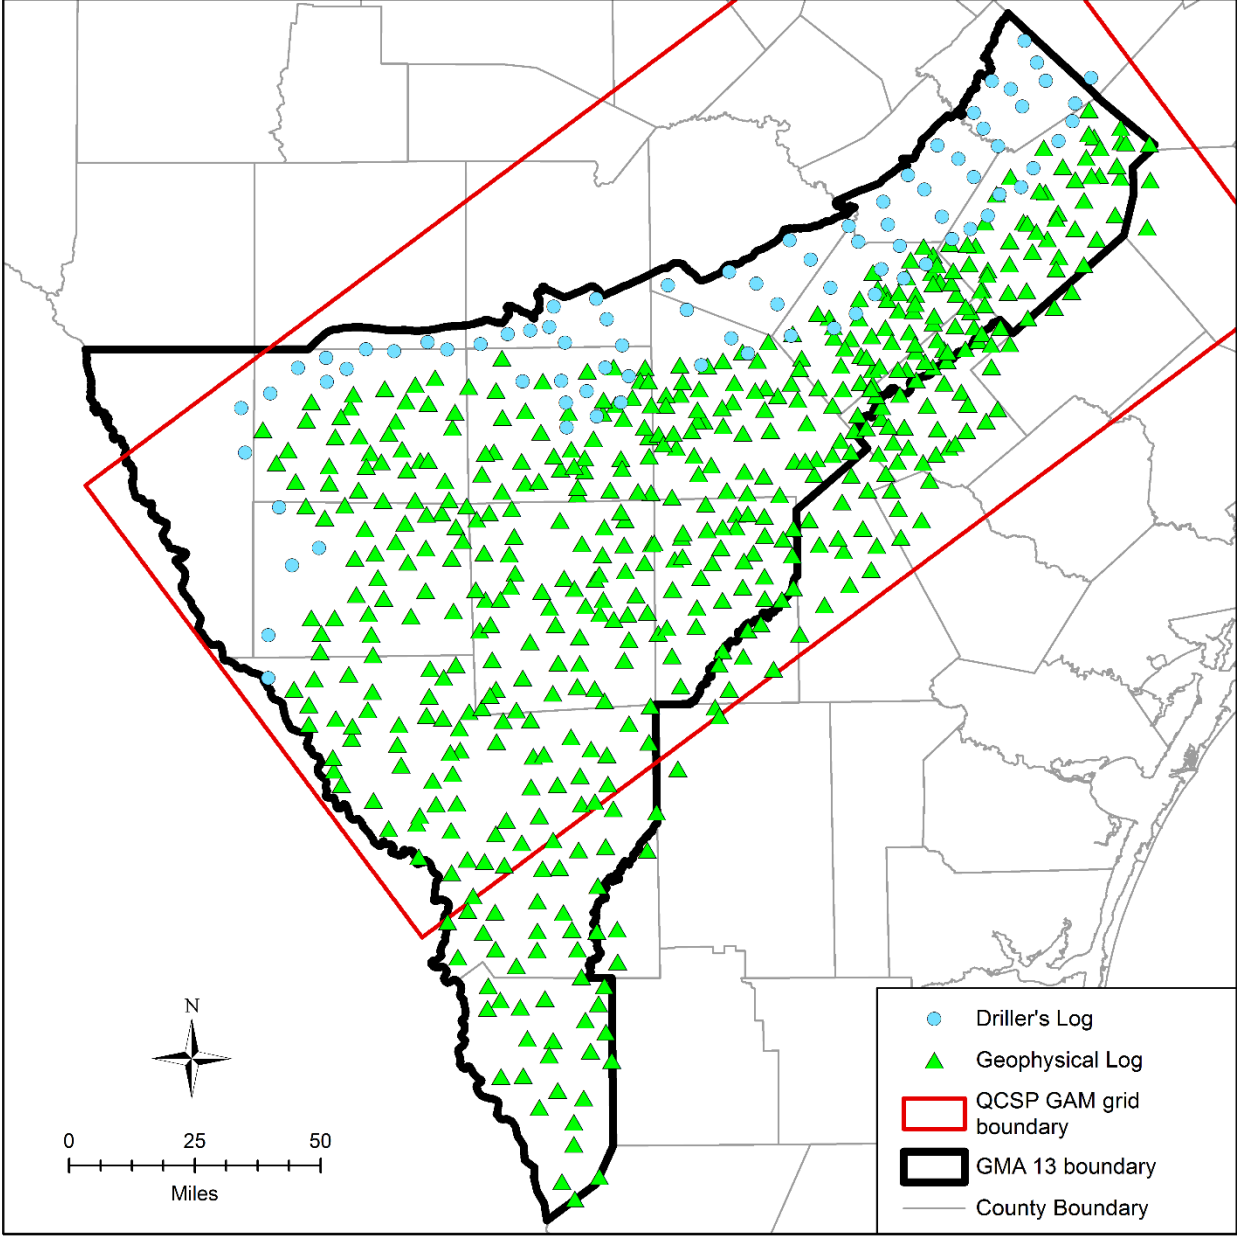 N
0 25 50
Miles
Driller's Log
Geophysical Log
QCSP GAM grid
boundary
GMA 13 boundary
County Boundary